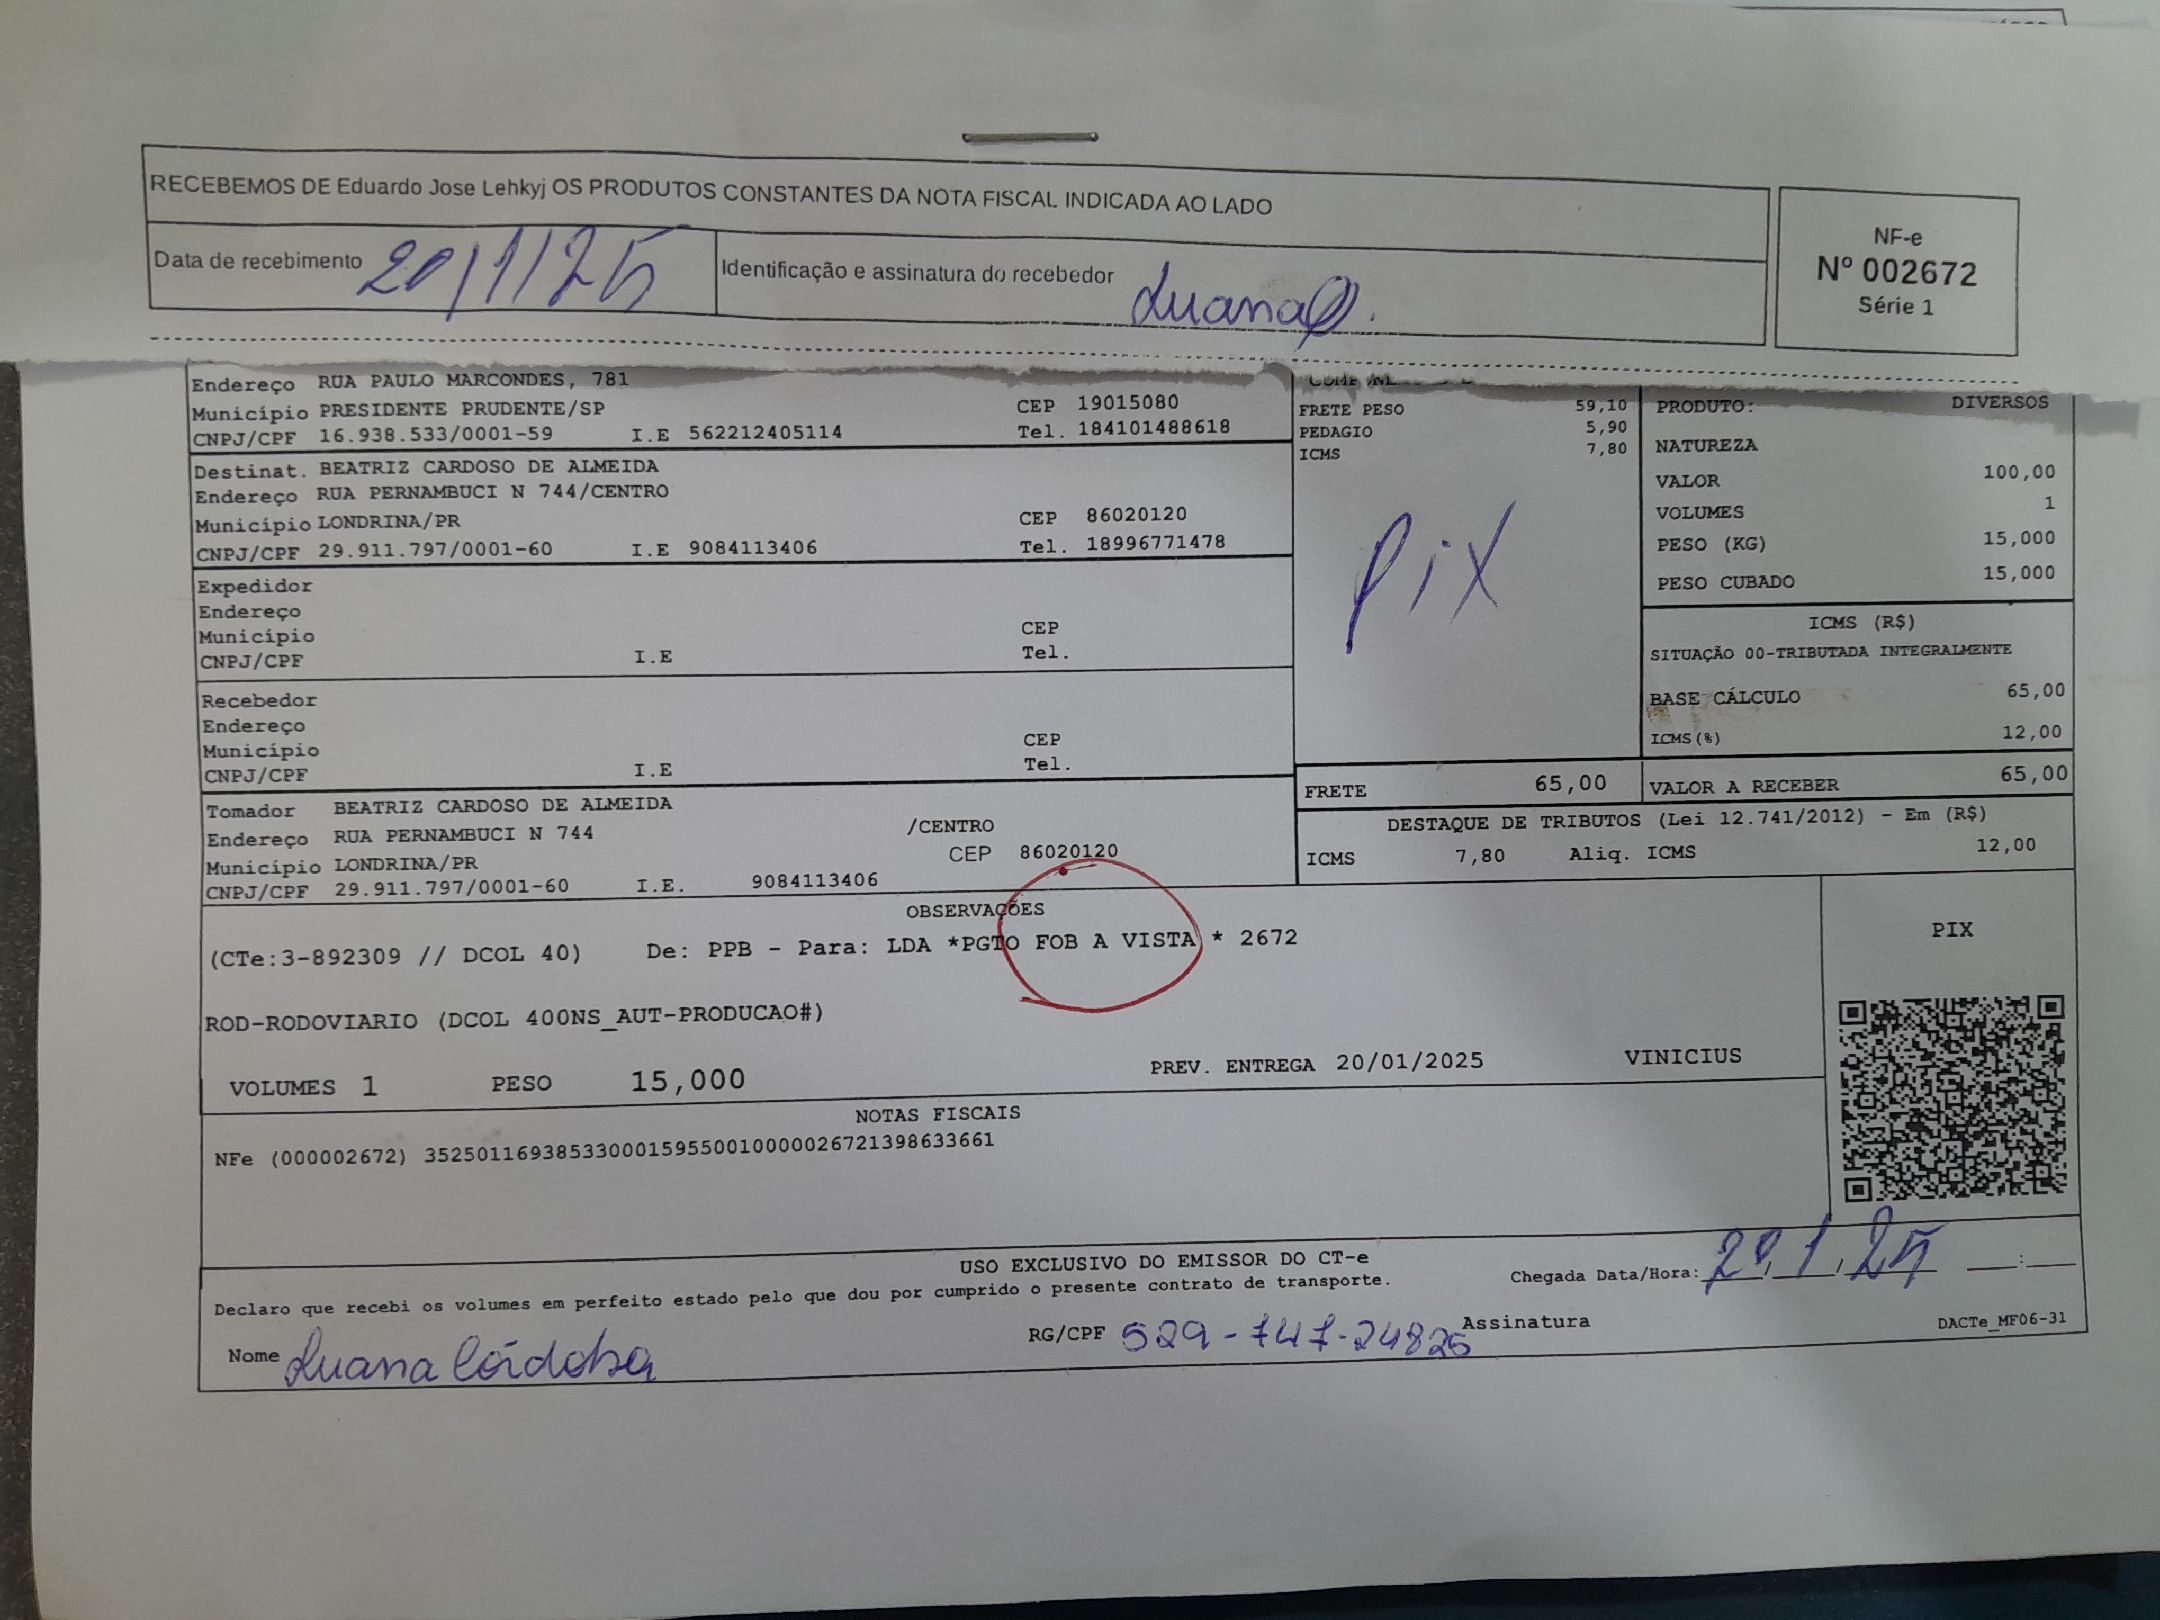 RECEBEMOS DE Eduardo Jose Lehkyj OS PRODUTOS CONSTANTES DA NOTA FISCAL INDICADA AO LADO
Data de recebimento 20/1/25
Identificação e assinatura do recebedor Luana
NF-e
Nº 002672
Série 1
Endereço RUA PAULO MARCONDES, 781
Município PRESIDENTE PRUDENTE/SP CEP 19015080
CNPJ/CPF 16.938.533/0001-59 I.E 562212405114 Tel. 184101488618
Destinat. BEATRIZ CARDOSO DE ALMEIDA
Endereço RUA PERNAMBUCI N 744/CENTRO
Município LONDRINA/PR CEP 86020120
CNPJ/CPF 29.911.797/0001-60 I.E 9084113406 Tel. 18996771478
Expedidor
Endereço
Município CEP
CNPJ/CPF I.E Tel.
Recebedor
Endereço
Município CEP
CNPJ/CPF I.E Tel.
Tomador BEATRIZ CARDOSO DE ALMEIDA
Endereço RUA PERNAMBUCI N 744 /CENTRO
Município LONDRINA/PR CEP 86020120
CNPJ/CPF 29.911.797/0001-60 I.E. 9084113406
FRETE PESO 59,10
PEDAGIO 5,90
ICMS 7,80
PiX
FRETE 65,00
PRODUTO: DIVERSOS
NATUREZA
VALOR 100,00
VOLUMES 1
PESO (KG) 15,000
PESO CUBADO 15,000
ICMS (R$)
SITUAÇÃO 00-TRIBUTADA INTEGRALMENTE
BASE CÁLCULO 65,00
ICMS(%) 12,00
VALOR A RECEBER 65,00
DESTAQUE DE TRIBUTOS (Lei 12.741/2012) - Em (R$)
ICMS 7,80 Aliq. ICMS 12,00
OBSERVAÇÕES
(CTe:3-892309 // DCOL 40) De: PPB - Para: LDA *PGTO FOB A VISTA * 2672
ROD-RODOVIARIO (DCOL 400NS_AUT-PRODUCAO#)
VOLUMES 1 PESO 15,000 PREV. ENTREGA 20/01/2025 VINICIUS
PIX
NOTAS FISCAIS
NFe (000002672) 35250116938533000159550010000026721398633661
USO EXCLUSIVO DO EMISSOR DO CT-e
Declaro que recebi os volumes em perfeito estado pelo que dou por cumprido o presente contrato de transporte.
Chegada Data/Hora: 20, 1, 25 ___:___
Nome Luana Córdoba RG/CPF 529-747-24825 Assinatura
DACTe_MF06-31